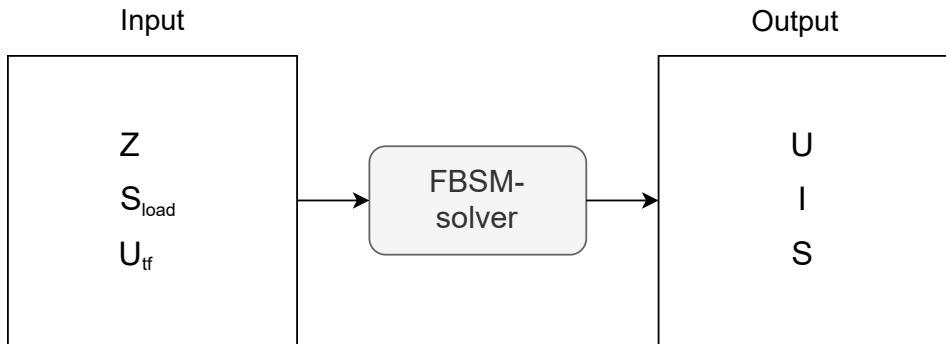 Input
Output
Z
S_load
U_tf
FBSM-
solver
U
I
S